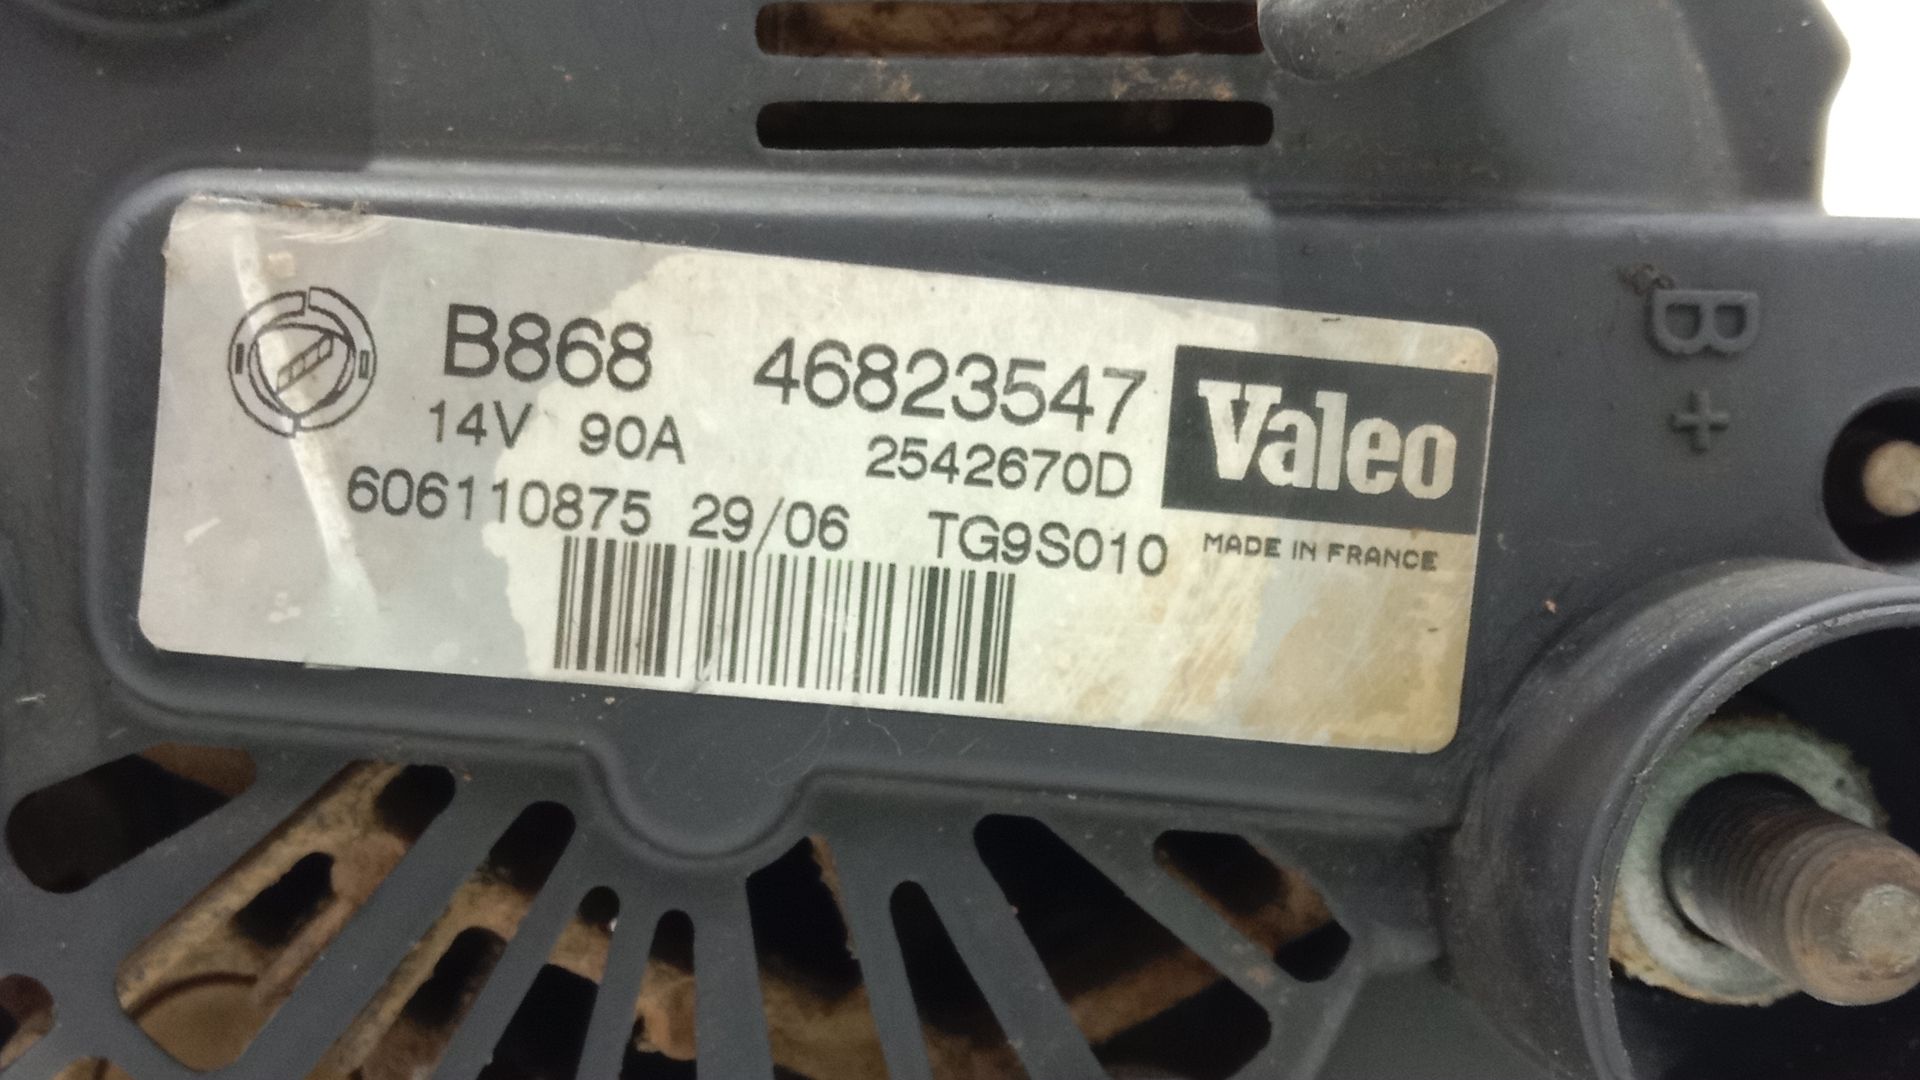 B868 46823547
14V 90A 2542670D
Valeo
606110875 29/06 TG9S010
MADE IN FRANCE
B
+